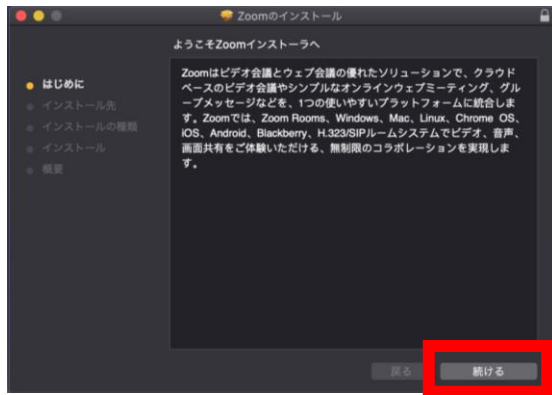 Zoomのインストール
ようこそZoomインストーラへ
はじめに
インストール先
インストールの種類
インストール
概要
Zoomはビデオ会議とウェブ会議の優れたソリューションで、クラウド
ベースのビデオ会議やシンプルなオンラインウェブミーティング、グル
ープメッセージなどを、1つの使いやすいプラットフォームに統合しま
す。Zoomでは、Zoom Rooms、Windows、Mac、Linux、Chrome OS、
iOS、Android、Blackberry、H.323/SIPルームシステムでビデオ、音声、
画面共有をご体験いただける、無制限のコラボレーションを実現しま
す。
戻る
続ける